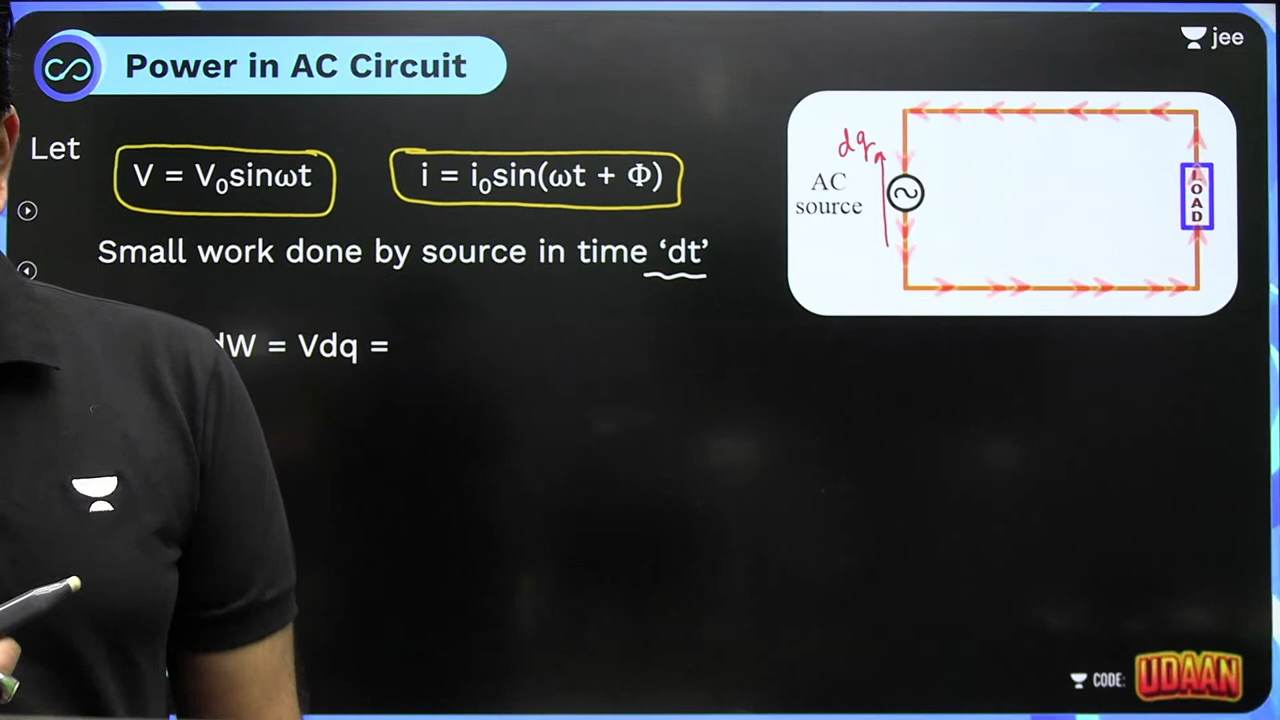 Power in AC Circuit
jee
Let
V = V₀sinωt
i = i₀sin(ωt + Φ)
dq
AC
source
LOAD
Small work done by source in time ‘dt’
dW = Vdq =
CODE: UDAAN